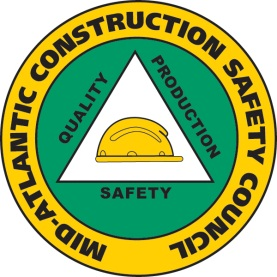 MID-ATLANTIC CONSTRUCTION SAFETY COUNCIL
QUALITY
PRODUCTION
SAFETY